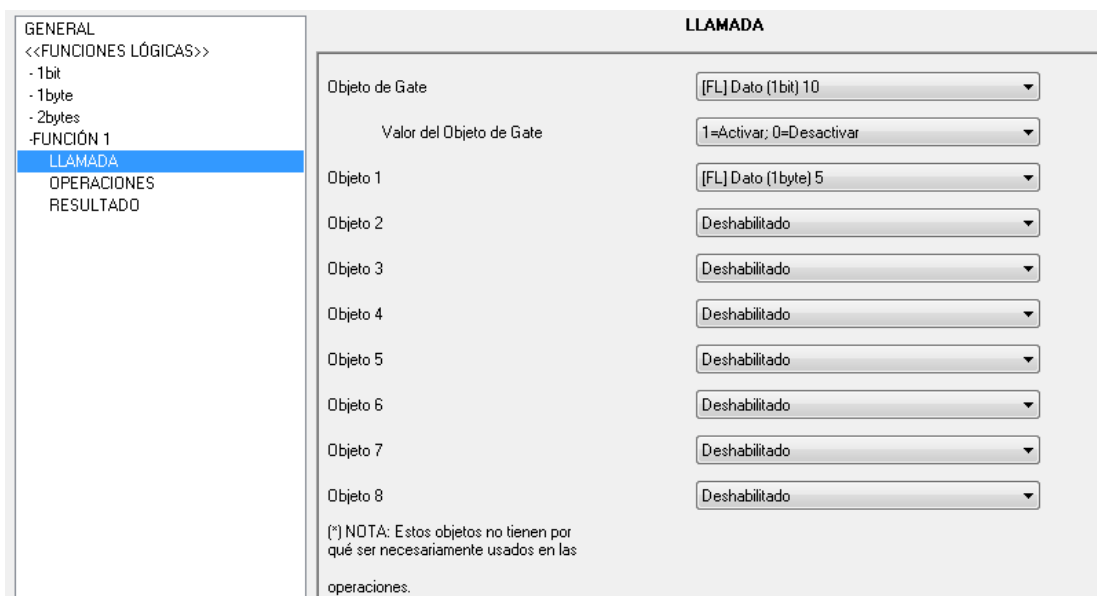 GENERAL
<<FUNCIONES LÓGICAS>>
- 1bit
- 1byte
- 2bytes
-FUNCIÓN 1
LLAMADA
OPERACIONES
RESULTADO
LLAMADA
Objeto de Gate [FL] Dato (1bit) 10
Valor del Objeto de Gate 1=Activar; 0=Desactivar
Objeto 1 [FL] Dato (1byte) 5
Objeto 2 Deshabilitado
Objeto 3 Deshabilitado
Objeto 4 Deshabilitado
Objeto 5 Deshabilitado
Objeto 6 Deshabilitado
Objeto 7 Deshabilitado
Objeto 8 Deshabilitado
(*) NOTA: Estos objetos no tienen por
qué ser necesariamente usados en las
operaciones.